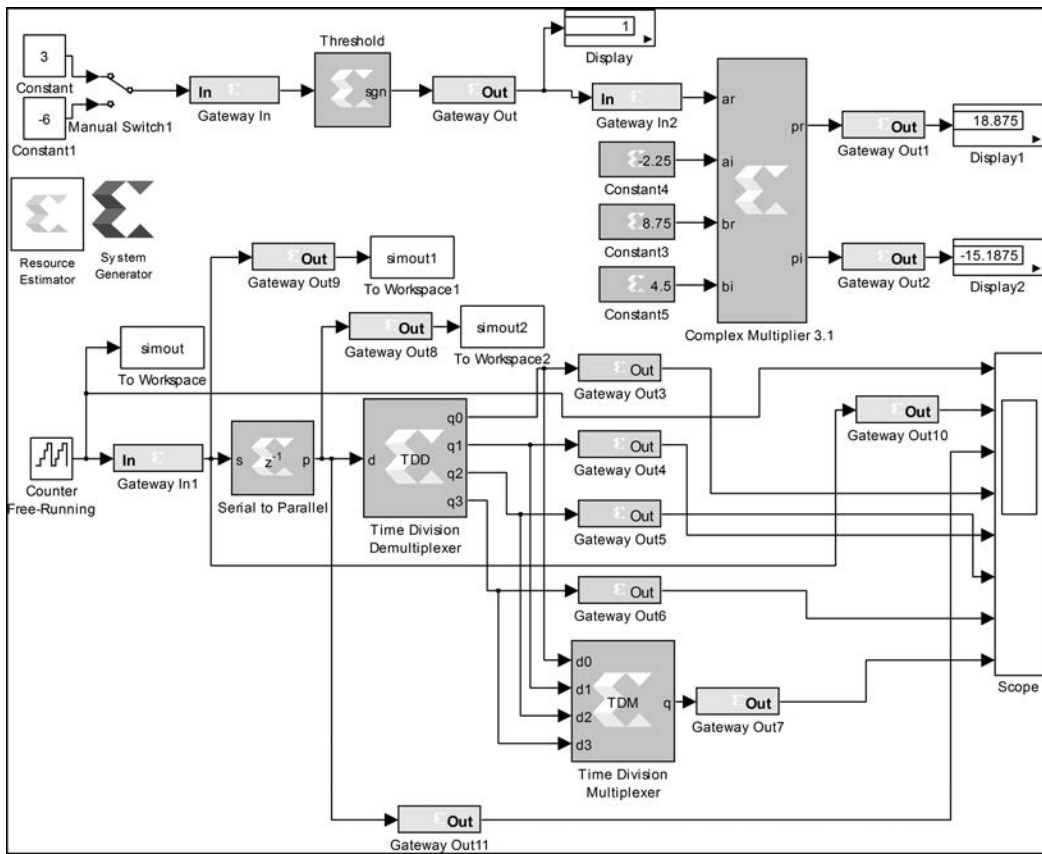 3
Constant
-6
Constant1
Manual Switch1
In
Gateway In
Threshold
sgn
Out
Gateway Out
1
Display
In
Gateway In2
-2.25
Constant4
8.75
Constant3
4.5
Constant5
ar
ai
br
bi
pr
pi
Complex Multiplier 3.1
Out
Gateway Out1
18.875
Display1
Out
Gateway Out2
-15.1875
Display2
Resource
Estimator
System
Generator
Out
Gateway Out9
simout1
To Workspace1
Out
Gateway Out8
simout2
To Workspace2
simout
To Workspace
Counter
Free-Running
In
Gateway In1
s
z-1
p
Serial to Parallel
d
TDD
q0
q1
q2
q3
Time Division
Demultiplexer
Out
Gateway Out3
Out
Gateway Out4
Out
Gateway Out5
Out
Gateway Out6
Out
Gateway Out10
Scope
d0
d1
d2
d3
TDM
q
Time Division
Multiplexer
Out
Gateway Out7
Out
Gateway Out11